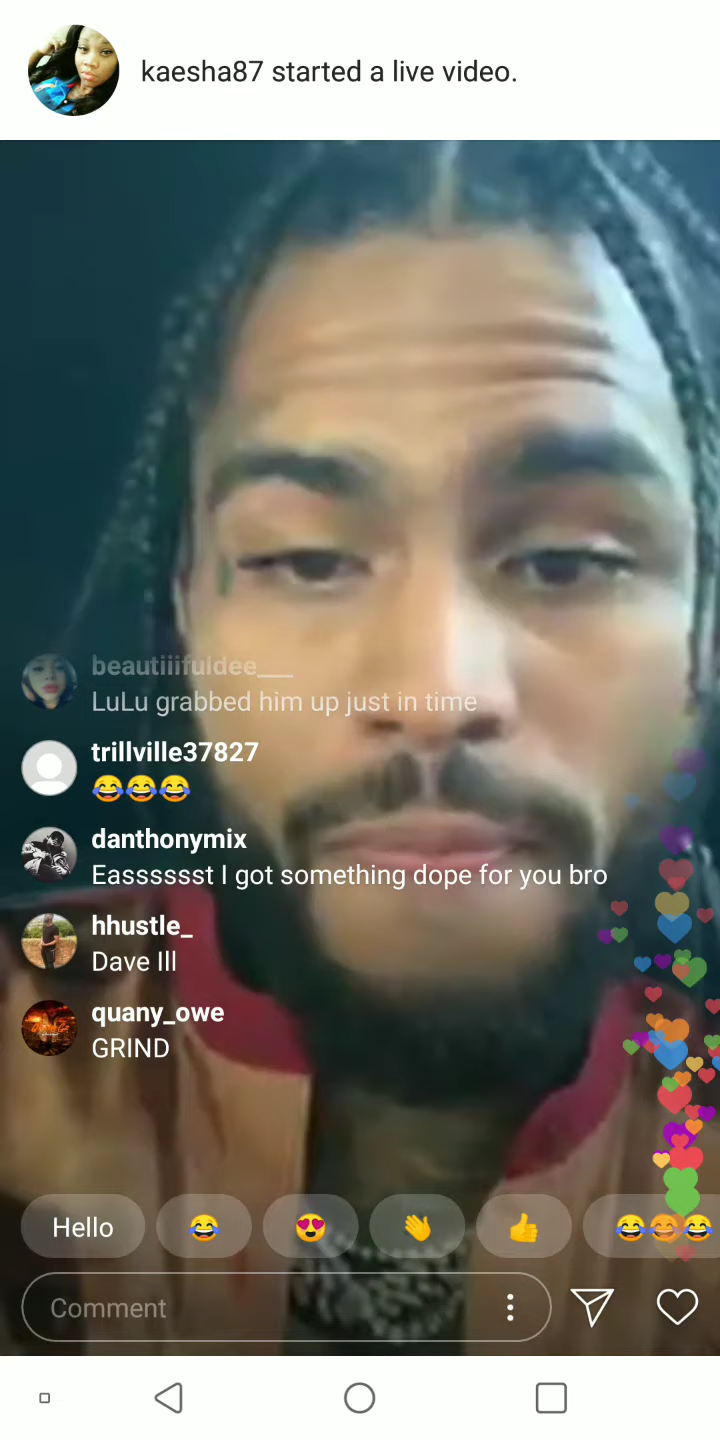 kaesha87 started a live video.
beautiiifuldee___
LuLu grabbed him up just in time
trillville37827
😂😂😂
danthonymix
Easssssst I got something dope for you bro
hhustle_
Dave Ill
quany_owe
GRIND
Hello 😂 😍 👋 👍 😂🤣😂
Comment